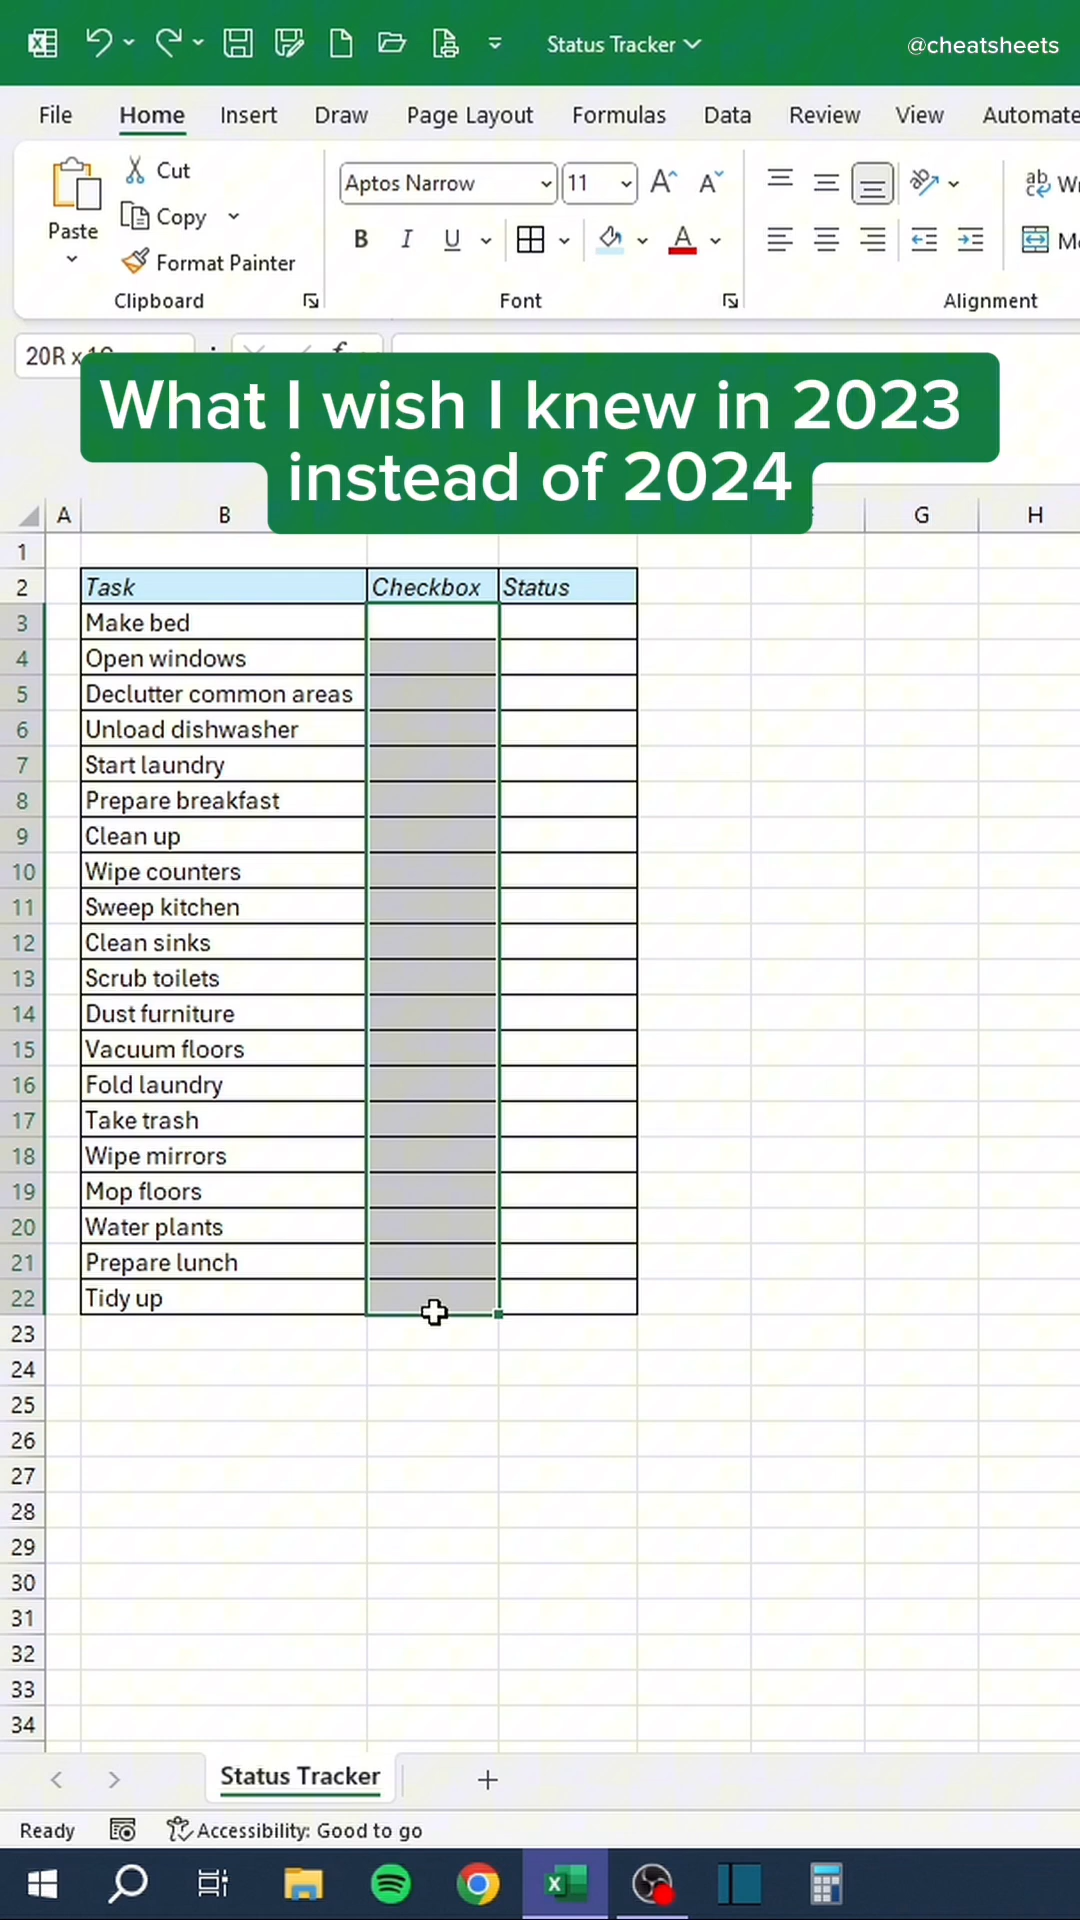 Status Tracker
@cheatsheets
File Home Insert Draw Page Layout Formulas Data Review View Automate
Cut
Copy
Paste
Format Painter
Clipboard
Aptos Narrow 11
B I U A
Font
Alignment
20R x
What I wish I knew in 2023
instead of 2024
A B G H
1
2 Task Checkbox Status
3 Make bed
4 Open windows
5 Declutter common areas
6 Unload dishwasher
7 Start laundry
8 Prepare breakfast
9 Clean up
10 Wipe counters
11 Sweep kitchen
12 Clean sinks
13 Scrub toilets
14 Dust furniture
15 Vacuum floors
16 Fold laundry
17 Take trash
18 Wipe mirrors
19 Mop floors
20 Water plants
21 Prepare lunch
22 Tidy up
23
24
25
26
27
28
29
30
31
32
33
34
Status Tracker
Ready Accessibility: Good to go